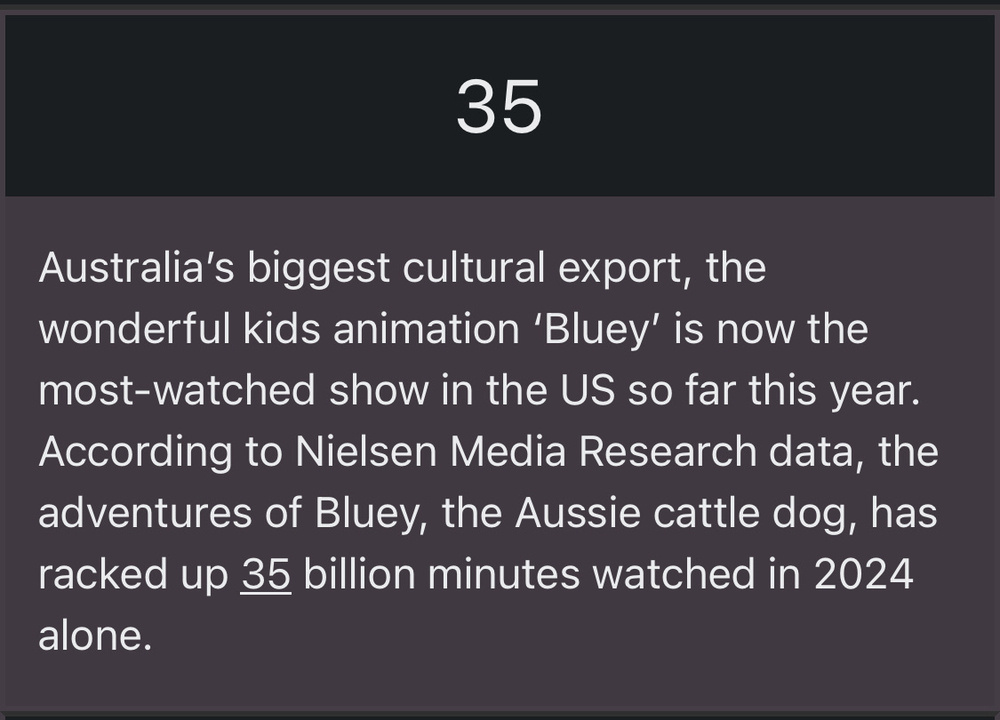 35
Australia’s biggest cultural export, the
wonderful kids animation ‘Bluey’ is now the
most-watched show in the US so far this year.
According to Nielsen Media Research data, the
adventures of Bluey, the Aussie cattle dog, has
racked up 35 billion minutes watched in 2024
alone.